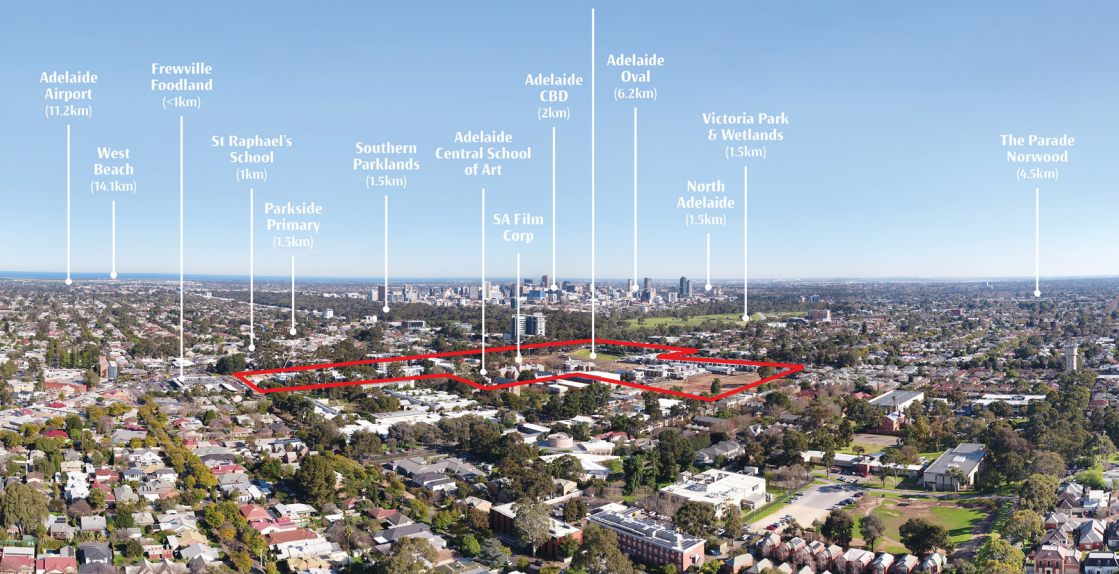 Adelaide
Airport
(11.2km)
West
Beach
(14.1km)
Frewville
Foodland
(<1km)
St Raphael's
School
(1km)
Parkside
Primary
(1.5km)
Southern
Parklands
(1.5km)
Adelaide
Central School
of Art
SA Film
Corp
Adelaide
CBD
(2km)
Adelaide
Oval
(6.2km)
North
Adelaide
(1.5km)
Victoria Park
& Wetlands
(1.5km)
The Parade
Norwood
(4.5km)